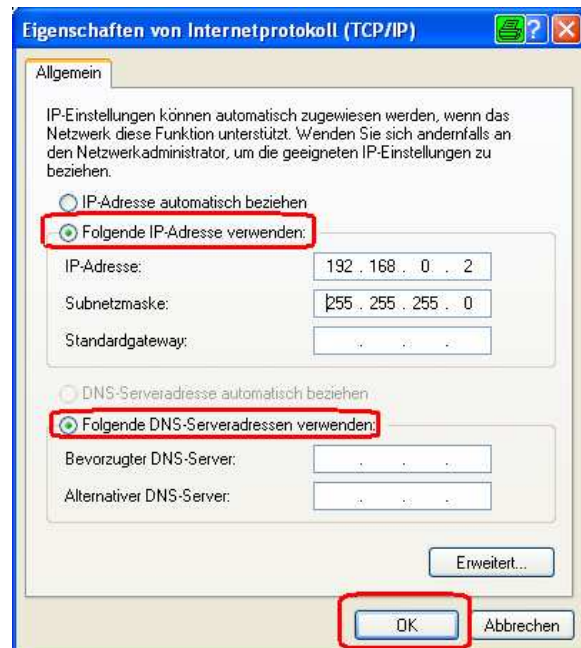 Eigenschaften von Internetprotokoll (TCP/IP)
Allgemein
IP-Einstellungen können automatisch zugewiesen werden, wenn das
Netzwerk diese Funktion unterstützt. Wenden Sie sich andernfalls an
den Netzwerkadministrator, um die geeigneten IP-Einstellungen zu
beziehen.
IP-Adresse automatisch beziehen
Folgende IP-Adresse verwenden:
IP-Adresse: 192 . 168 . 0 . 2
Subnetzmaske: 255 . 255 . 255 . 0
Standardgateway: . . .
DNS-Serveradresse automatisch beziehen
Folgende DNS-Serveradressen verwenden:
Bevorzugter DNS-Server: . . .
Alternativer DNS-Server: . . .
Erweitert...
OK Abbrechen